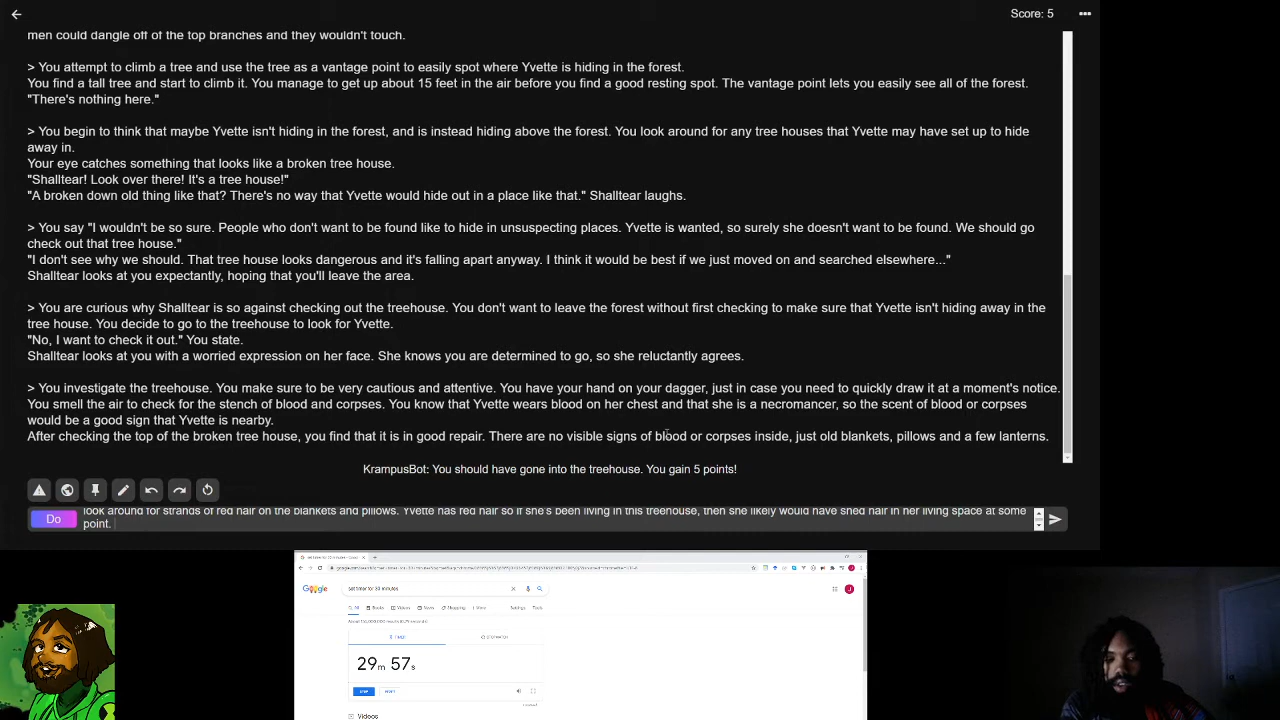 Score: 5
men could dangle off of the top branches and they wouldn't touch.
> You attempt to climb a tree and use the tree as a vantage point to easily spot where Yvette is hiding in the forest.
You find a tall tree and start to climb it. You manage to get up about 15 feet in the air before you find a good resting spot. The vantage point lets you easily see all of the forest.
"There's nothing here."
> You begin to think that maybe Yvette isn't hiding in the forest, and is instead hiding above the forest. You look around for any tree houses that Yvette may have set up to hide
away in.
Your eye catches something that looks like a broken tree house.
"Shalltear! Look over there! It's a tree house!"
"A broken down old thing like that? There's no way that Yvette would hide out in a place like that." Shalltear laughs.
> You say "I wouldn't be so sure. People who don't want to be found like to hide in unsuspecting places. Yvette is wanted, so surely she doesn't want to be found. We should go
check out that tree house."
"I don't see why we should. That tree house looks dangerous and it's falling apart anyway. I think it would be best if we just moved on and searched elsewhere..."
Shalltear looks at you expectantly, hoping that you'll leave the area.
> You are curious why Shalltear is so against checking out the treehouse. You don't want to leave the forest without first checking to make sure that Yvette isn't hiding away in the
tree house. You decide to go to the treehouse to look for Yvette.
"No, I want to check it out." You state.
Shalltear looks at you with a worried expression on her face. She knows you are determined to go, so she reluctantly agrees.
> You investigate the treehouse. You make sure to be very cautious and attentive. You have your hand on your dagger, just in case you need to quickly draw it at a moment's notice.
You smell the air to check for the stench of blood and corpses. You know that Yvette wears blood on her chest and that she is a necromancer, so the scent of blood or corpses
would be a good sign that Yvette is nearby.
After checking the top of the broken tree house, you find that it is in good repair. There are no visible signs of blood or corpses inside, just old blankets, pillows and a few lanterns.
KrampusBot: You should have gone into the treehouse. You gain 5 points!
Do
look around for strands of red hair on the blankets and pillows. Yvette has red hair so if she's been living in this treehouse, then she likely would have shed hair in her living space at some
point.
Google
set timer for 30 minutes
All Books Videos News Shopping More Settings Tools
TIMER STOPWATCH
29m 57s
STOP RESET
Videos